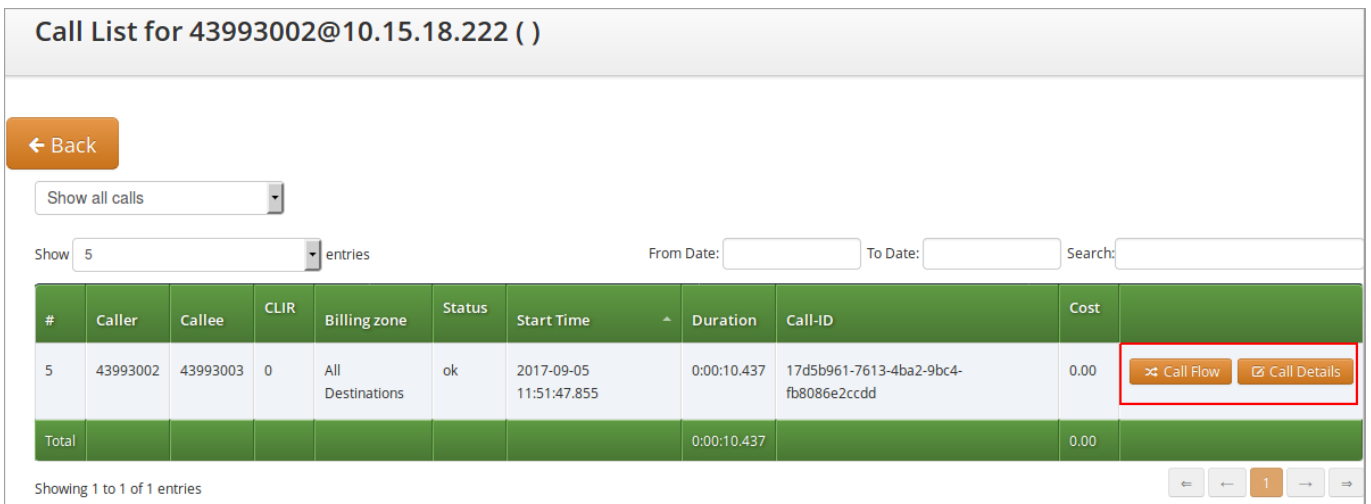 Call List for 43993002@10.15.18.222 ( )
Back
Show all calls
Show 5 entries From Date: To Date: Search:
# Caller Callee CLIR Billing zone Status Start Time Duration Call-ID Cost
5 43993002 43993003 0 All ok 2017-09-05 0:00:10.437 17d5b961-7613-4ba2-9bc4- 0.00 Call Flow Call Details
Destinations 11:51:47.855 fb8086e2ccdd
Total 0:00:10.437 0.00
Showing 1 to 1 of 1 entries ⇐ ← 1 → ⇒